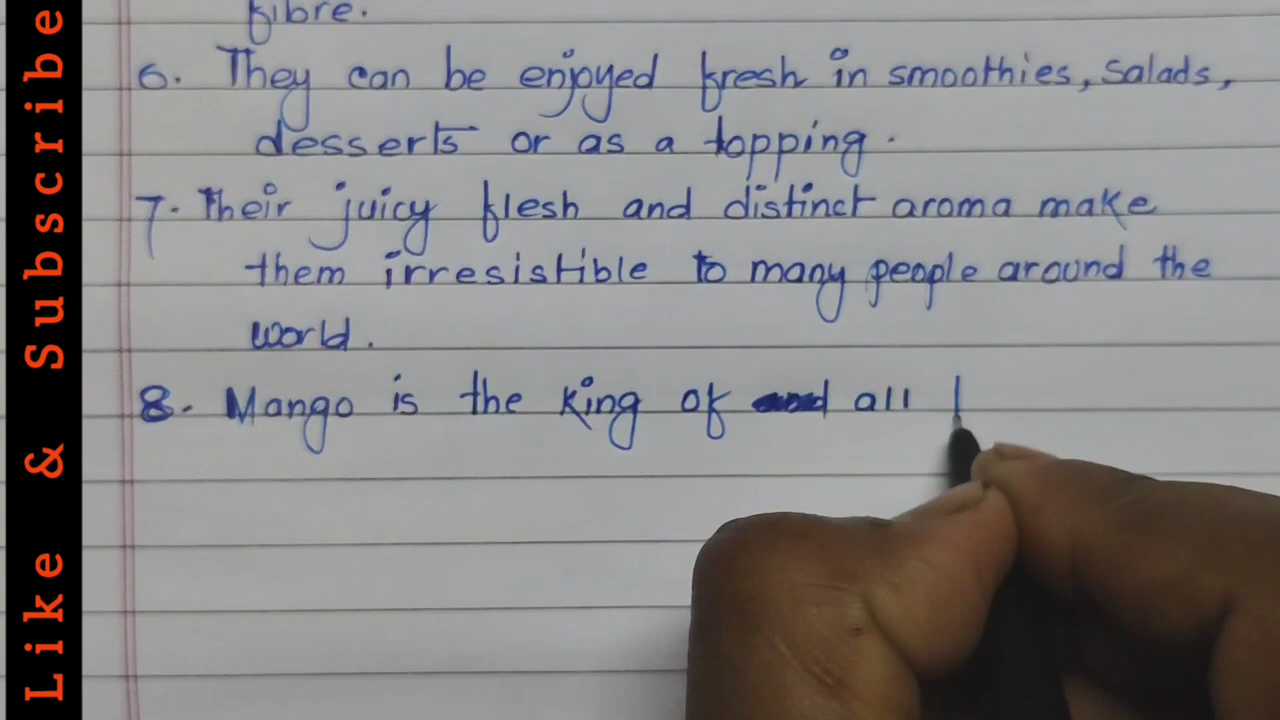 Like & Subscribe
fibre.
6. They can be enjoyed fresh in smoothies, salads,
desserts or as a topping.
7. Their juicy flesh and distinct aroma make
them irresistible to many people around the
world.
8. Mango is the king of all